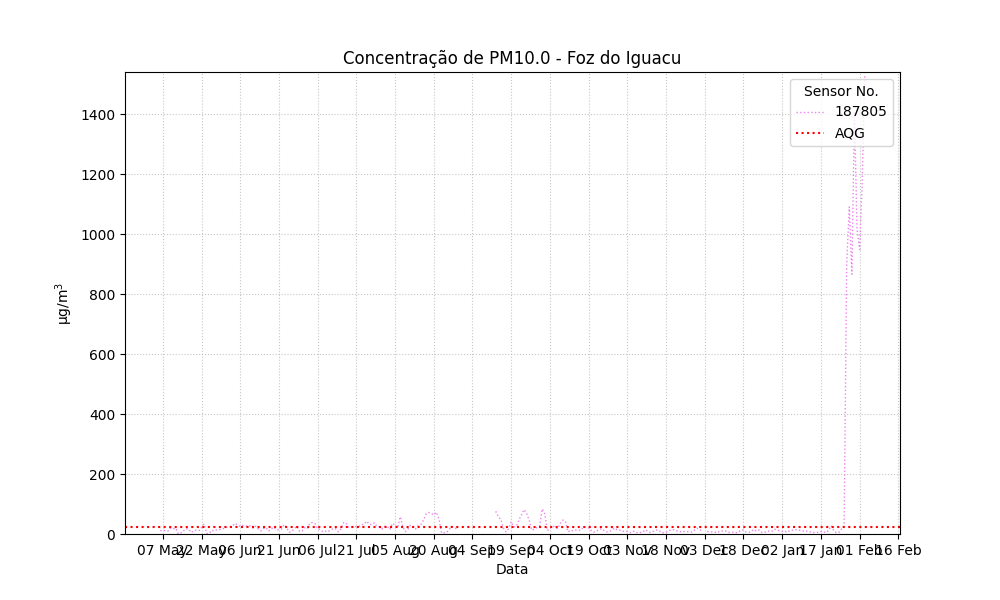 Concentração de PM10.0 - Foz do Iguacu
Sensor No.
187805
AQG
1400
1200
1000
800
600
400
200
0
µg/m³
07 May 22 May 06 Jun 21 Jun 06 Jul 21 Jul 05 Aug 20 Aug 04 Sep 19 Sep 04 Oct 19 Oct 03 Nov 18 Nov 03 Dec 18 Dec 02 Jan 17 Jan 01 Feb 16 Feb
Data